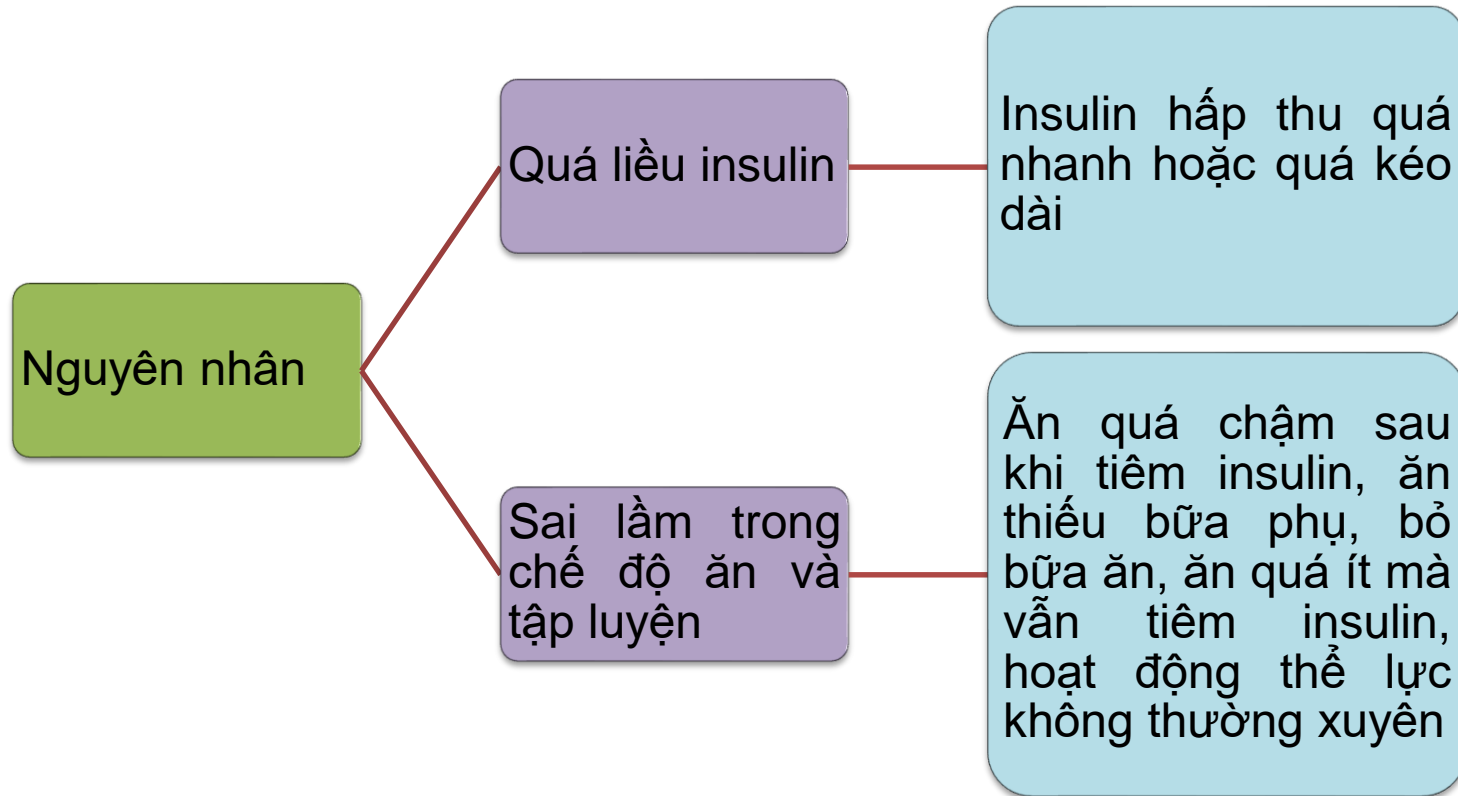 Nguyên nhân
Quá liều insulin
Insulin hấp thu quá
nhanh hoặc quá kéo
dài
Sai lầm trong
chế độ ăn và
tập luyện
Ăn quá chậm sau
khi tiêm insulin, ăn
thiếu bữa phụ, bỏ
bữa ăn, ăn quá ít mà
vẫn tiêm insulin,
hoạt động thể lực
không thường xuyên